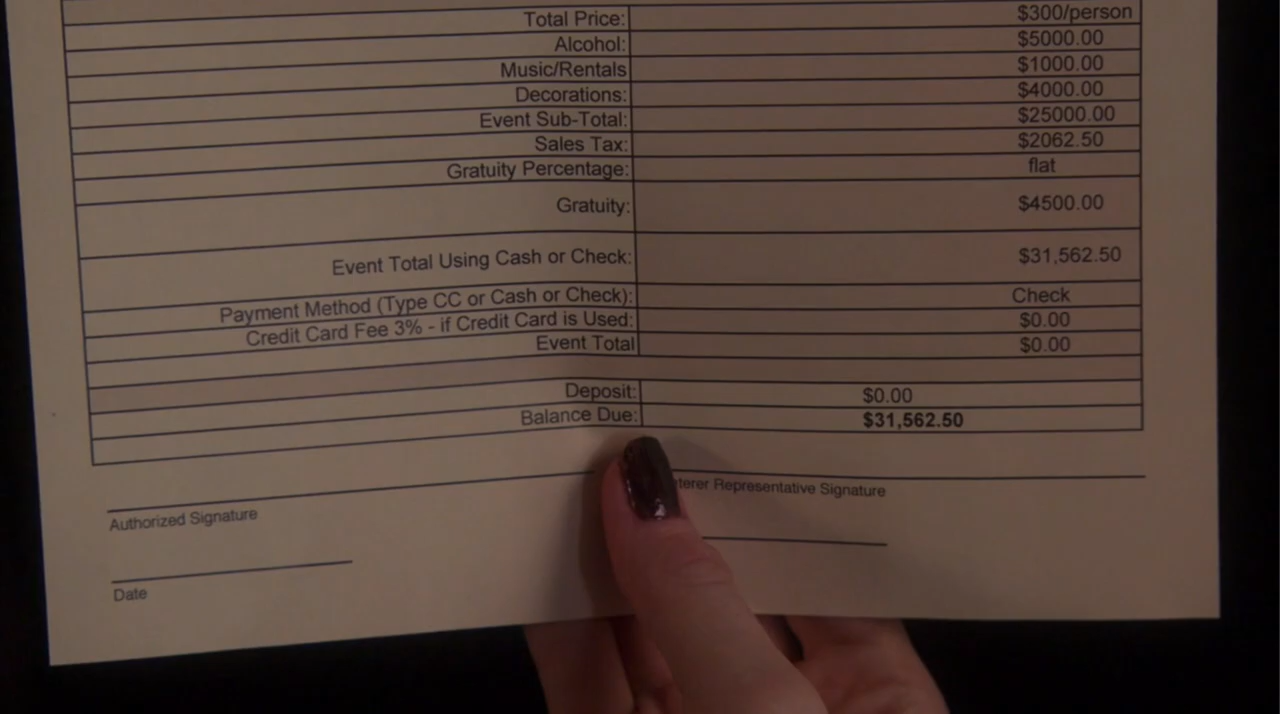 Total Price: $300/person
Alcohol: $5000.00
Music/Rentals $1000.00
Decorations: $4000.00
Event Sub-Total: $25000.00
Sales Tax: $2062.50
Gratuity Percentage: flat
Gratuity: $4500.00
Event Total Using Cash or Check: $31,562.50
Payment Method (Type CC or Cash or Check): Check
Credit Card Fee 3% - if Credit Card is Used: $0.00
Event Total $0.00
Deposit: $0.00
Balance Due: $31,562.50
terer Representative Signature
Authorized Signature
Date